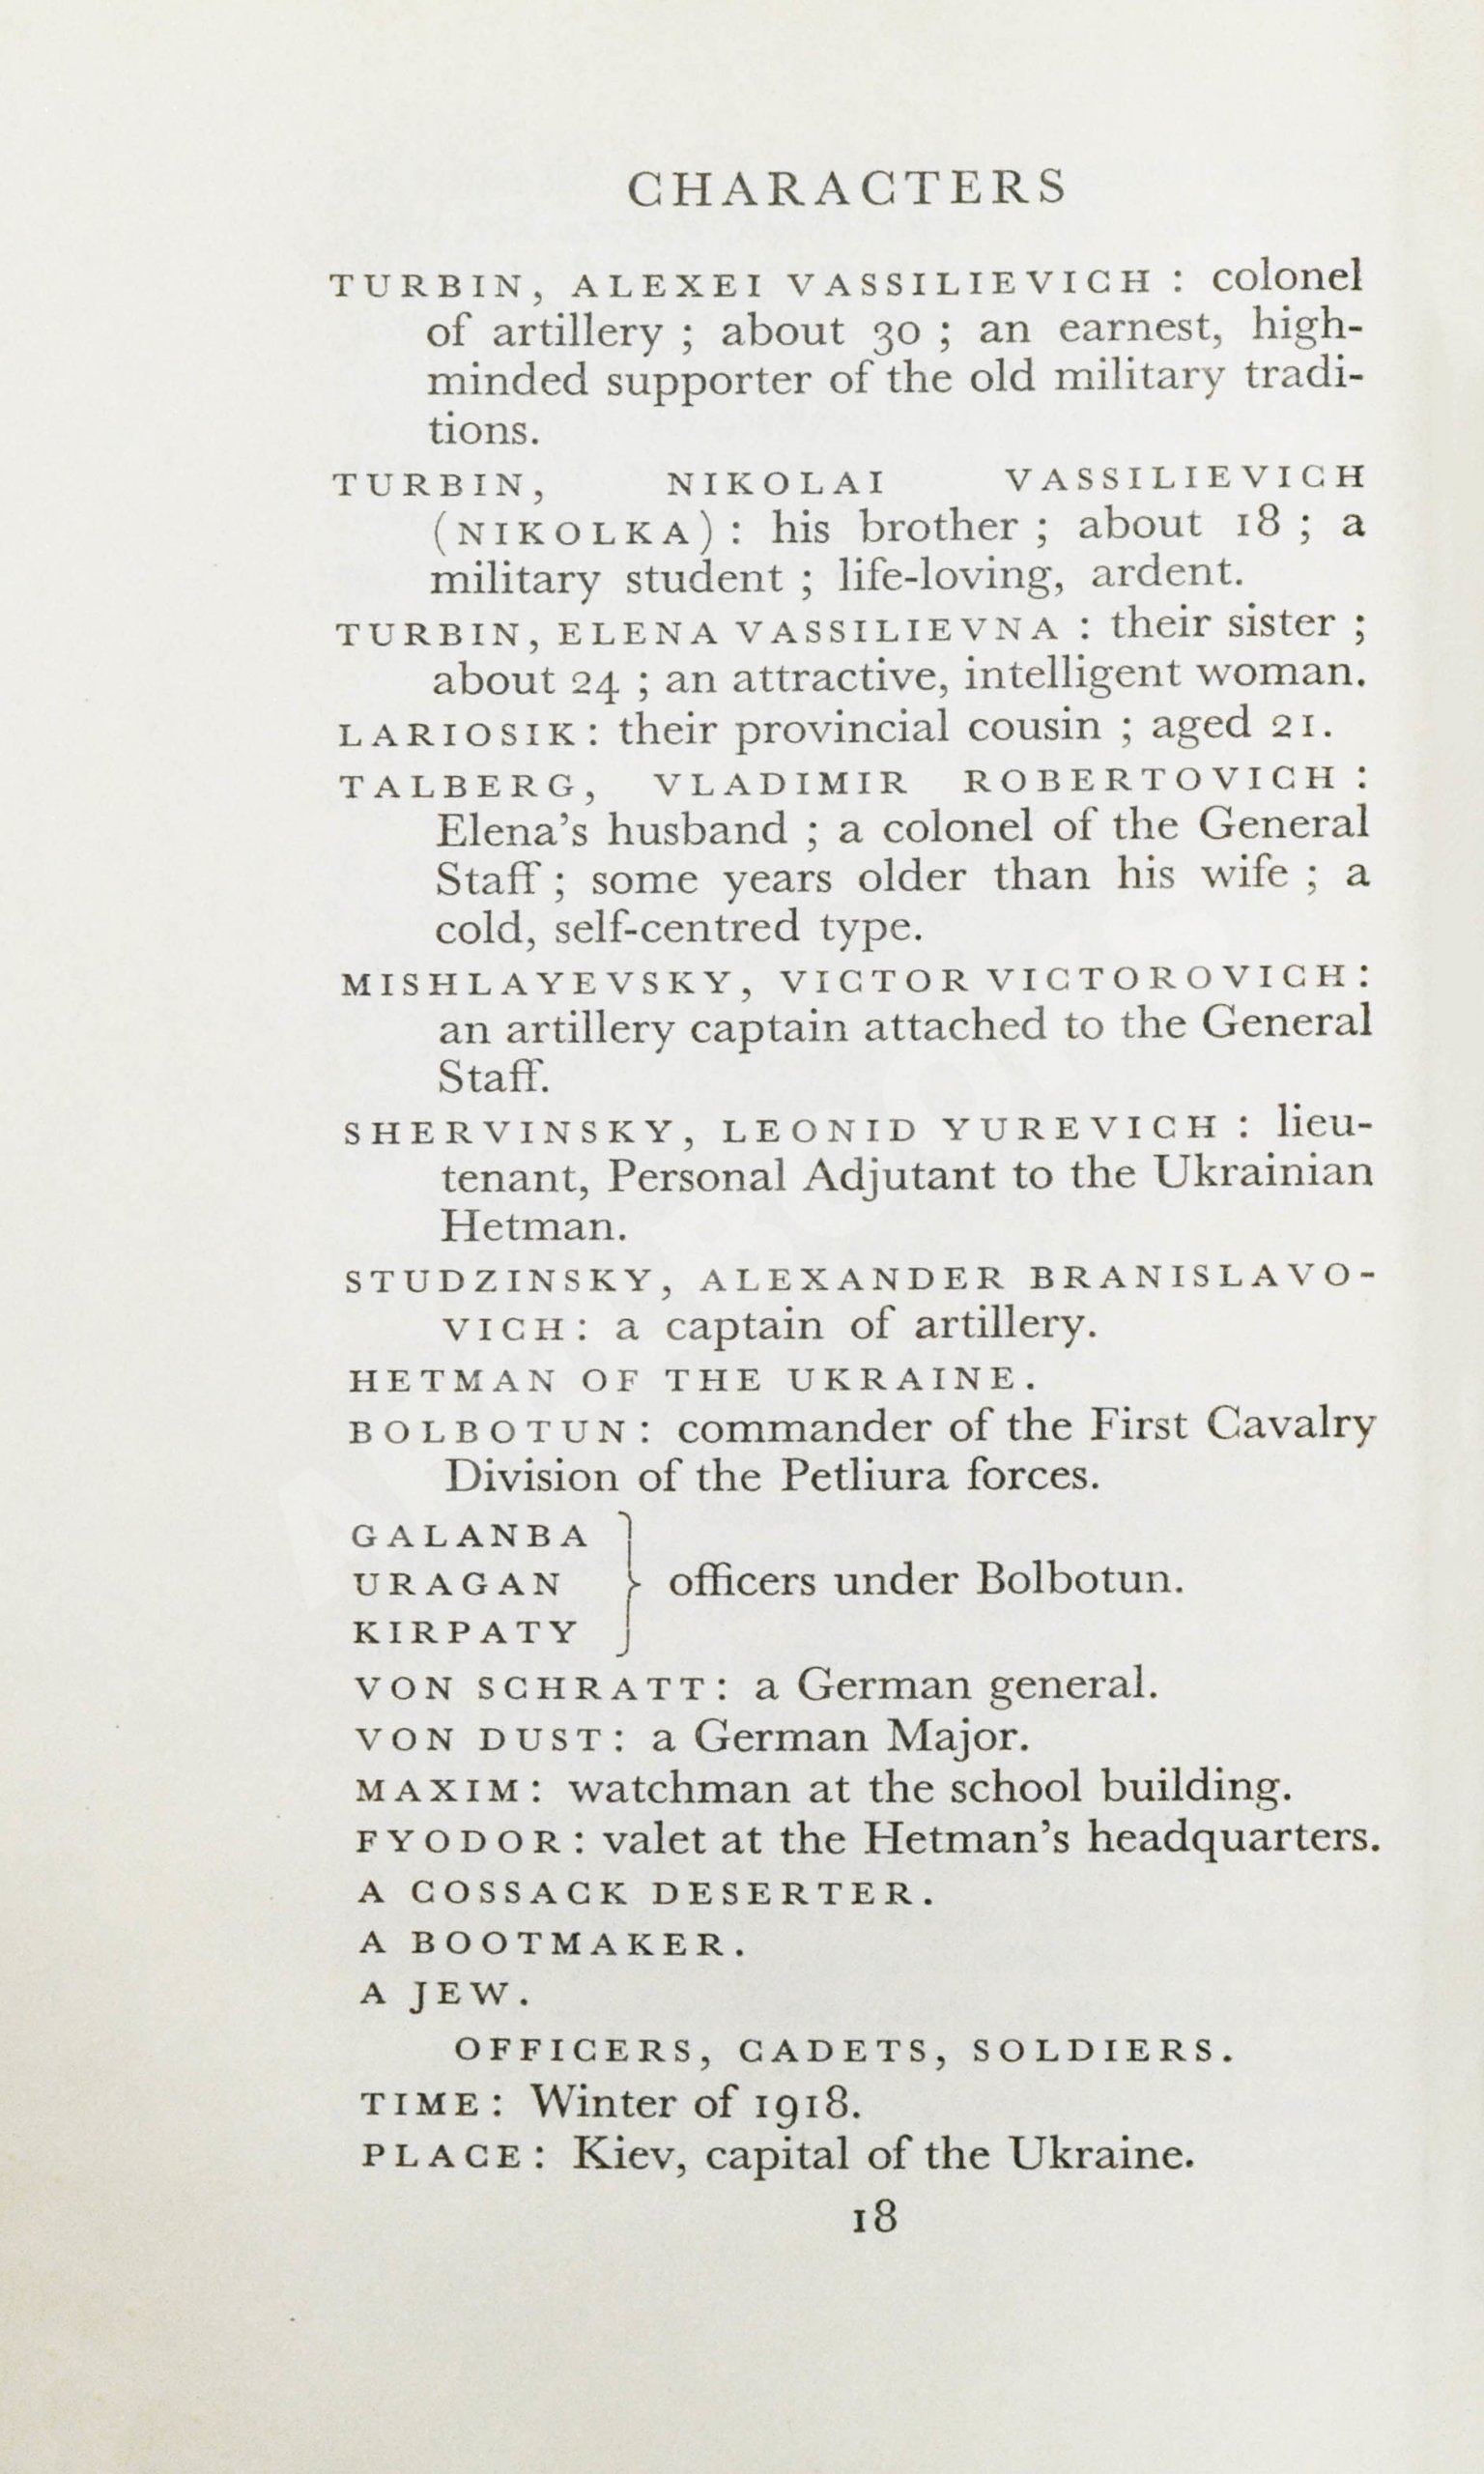 CHARACTERS
TURBIN, ALEXEI VASSILIEVICH : colonel
of artillery ; about 30 ; an earnest, high-
minded supporter of the old military tradi-
tions.
TURBIN, NIKOLAI VASSILIEVICH
(NIKOLKA) : his brother ; about 18 ; a
military student ; life-loving, ardent.
TURBIN, ELENA VASSILIEVNA : their sister ;
about 24 ; an attractive, intelligent woman.
LARIOSIK : their provincial cousin ; aged 21.
TALBERG, VLADIMIR ROBERTOVICH :
Elena's husband ; a colonel of the General
Staff ; some years older than his wife ; a
cold, self-centred type.
MISHLAYEVSKY, VICTOR VICTOROVICH :
an artillery captain attached to the General
Staff.
SHERVINSKY, LEONID YUREVICH : lieu-
tenant, Personal Adjutant to the Ukrainian
Hetman.
STUDZINSKY, ALEXANDER BRANISLAVO-
VICH : a captain of artillery.
HETMAN OF THE UKRAINE.
BOLBOTUN : commander of the First Cavalry
Division of the Petliura forces.
GALANBA
URAGAN } officers under Bolbotun.
KIRPATY
VON SCHRATT : a German general.
VON DUST : a German Major.
MAXIM : watchman at the school building.
FYODOR : valet at the Hetman's headquarters.
A COSSACK DESERTER.
A BOOTMAKER.
A JEW.
OFFICERS, CADETS, SOLDIERS.
TIME : Winter of 1918.
PLACE : Kiev, capital of the Ukraine.
18